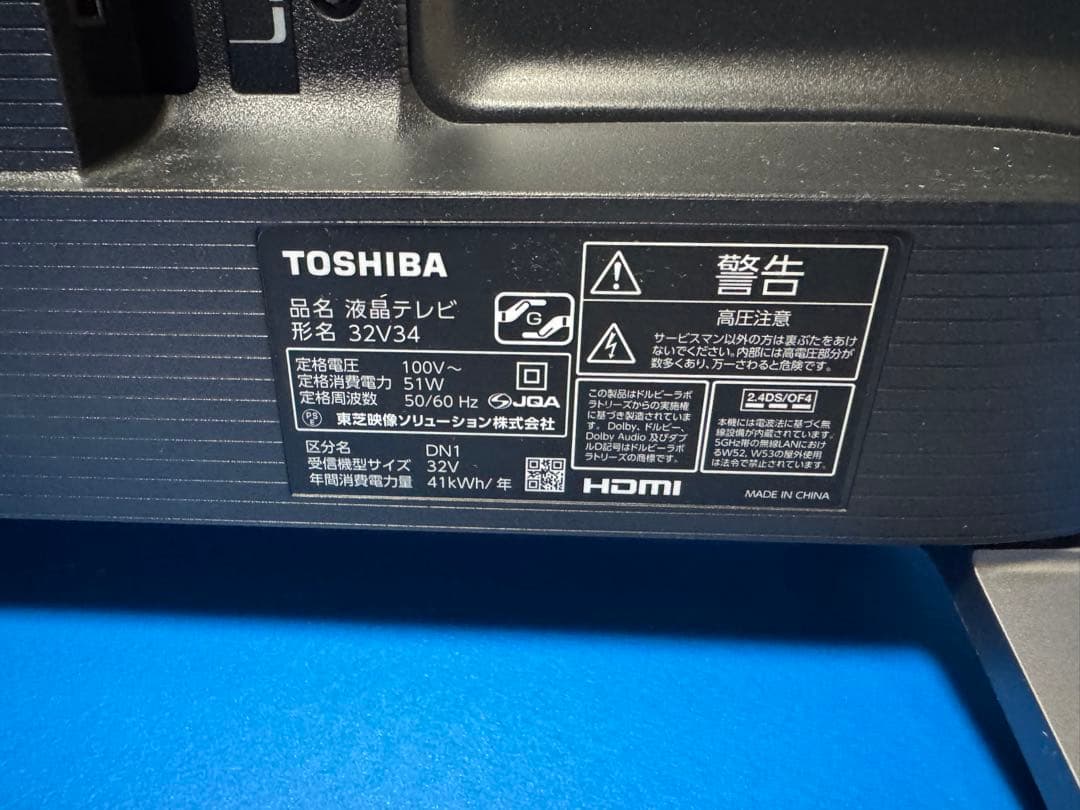 TOSHIBA
品名 液晶テレビ
形名 32V34
G
定格電圧 100V～
定格消費電力 51W
定格周波数 50/60 Hz
JQA
PS
E
東芝映像ソリューション株式会社
区分名 DN1
受信機型サイズ 32V
年間消費電力量 41kWh/年
警告
高圧注意
サービスマン以外の方は裏ぶたをあけ
ないでください。内部には高電圧部分が
数多くあり、万一さわると危険です。
この製品はドルビーラボ
ラトリーズからの実施権
に基づき製造されていま
す。Dolby、ドルビー、
Dolby Audio 及びダブ
ルD記号はドルビーラボ
ラトリーズの商標です。
2.4DS/OF4
本機には電波法に基づく無
線設備が内蔵されています。
5GHz帯の無線LANにおけ
るW52、W53の屋外使用
は法令で禁止されています。
HDMI
MADE IN CHINA